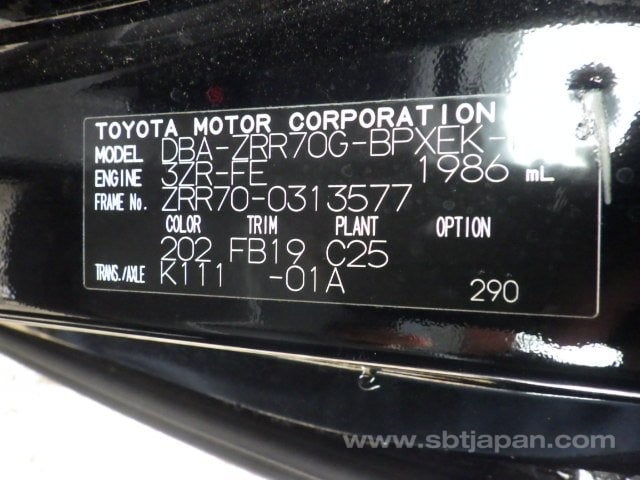 TOYOTA MOTOR CORPORATION
MODEL DBA-ZRR70G-BPXEK-
ENGINE 3ZR-FE 1986 mL
FRAME No. ZRR70-0313577
COLOR TRIM PLANT OPTION
202 FB19 C25
TRANS./AXLE K111 -01A 290
www.sbtjapan.com